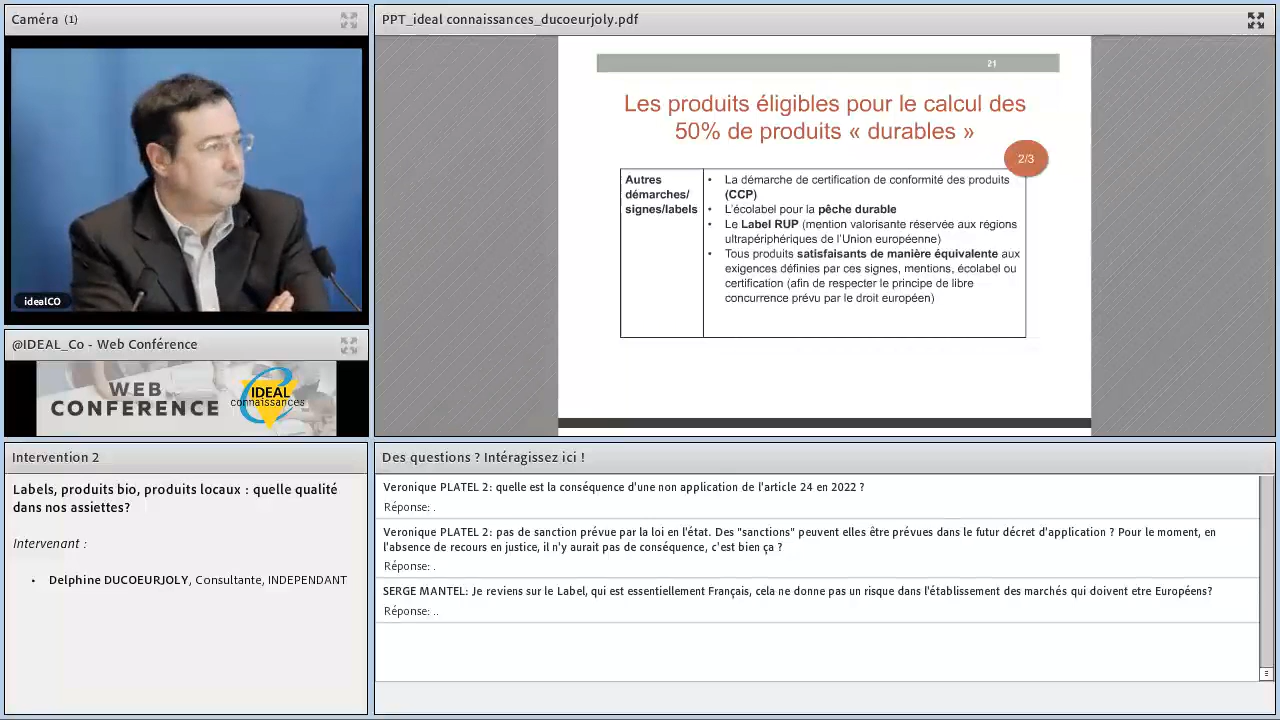 Caméra (1)
idealCO
@IDEAL_Co - Web Conférence
WEB
CONFERENCE
IDEAL
connaissances
PPT_ideal connaissances_ducoeurjoly.pdf
21
Les produits éligibles pour le calcul des
50% de produits « durables »
2/3
Autres
démarches/
signes/labels
• La démarche de certification de conformité des produits
(CCP)
• L'écolabel pour la pêche durable
• Le Label RUP (mention valorisante réservée aux régions
ultrapériphériques de l'Union européenne)
• Tous produits satisfaisants de manière équivalente aux
exigences définies par ces signes, mentions, écolabel ou
certification (afin de respecter le principe de libre
concurrence prévu par le droit européen)
Intervention 2
Labels, produits bio, produits locaux : quelle qualité
dans nos assiettes?
Intervenant :
• Delphine DUCOEURJOLY, Consultante, INDEPENDANT
Des questions ? Intéragissez ici !
Veronique PLATEL 2: quelle est la conséquence d'une non application de l'article 24 en 2022 ?
Réponse: .
Veronique PLATEL 2: pas de sanction prévue par la loi en l'état. Des "sanctions" peuvent elles être prévues dans le futur décret d'application ? Pour le moment, en
l'absence de recours en justice, il n'y aurait pas de conséquence, c'est bien ça ?
Réponse: .
SERGE MANTEL: Je reviens sur le Label, qui est essentiellement Français, cela ne donne pas un risque dans l'établissement des marchés qui doivent etre Européens?
Réponse: ..